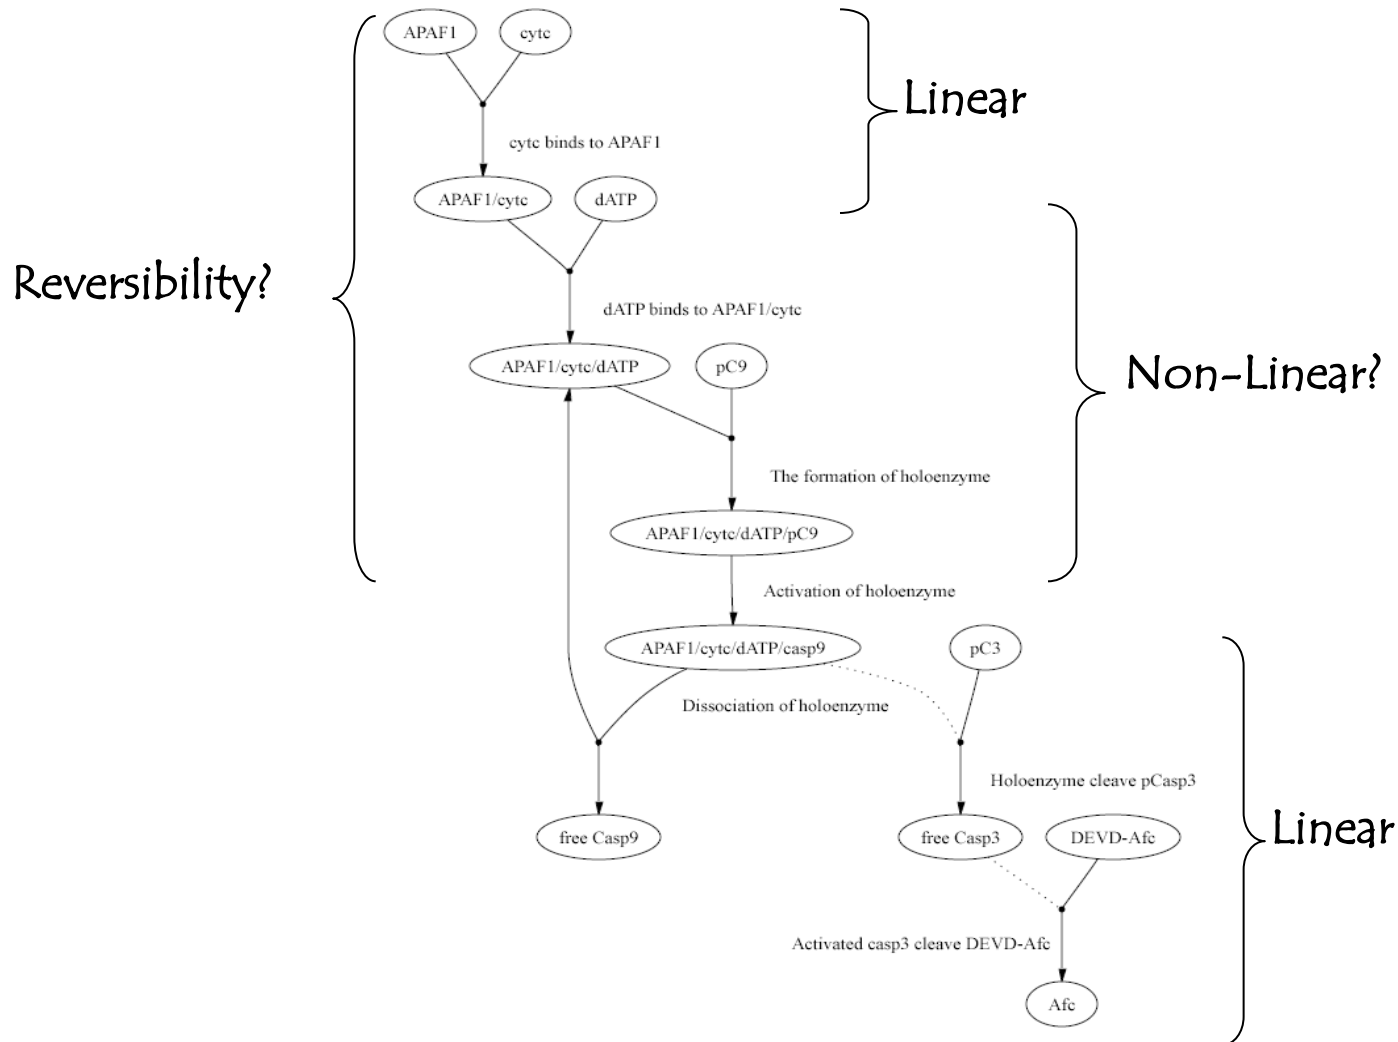 APAF1
cytc
Linear
cytc binds to APAF1
APAF1/cytc
dATP
Reversibility?
dATP binds to APAF1/cytc
APAF1/cytc/dATP
pC9
Non-Linear?
The formation of holoenzyme
APAF1/cytc/dATP/pC9
Activation of holoenzyme
APAF1/cytc/dATP/casp9
pC3
Dissociation of holoenzyme
Holoenzyme cleave pCasp3
free Casp9
free Casp3
DEVD-Afc
Linear
Activated casp3 cleave DEVD-Afc
Afc